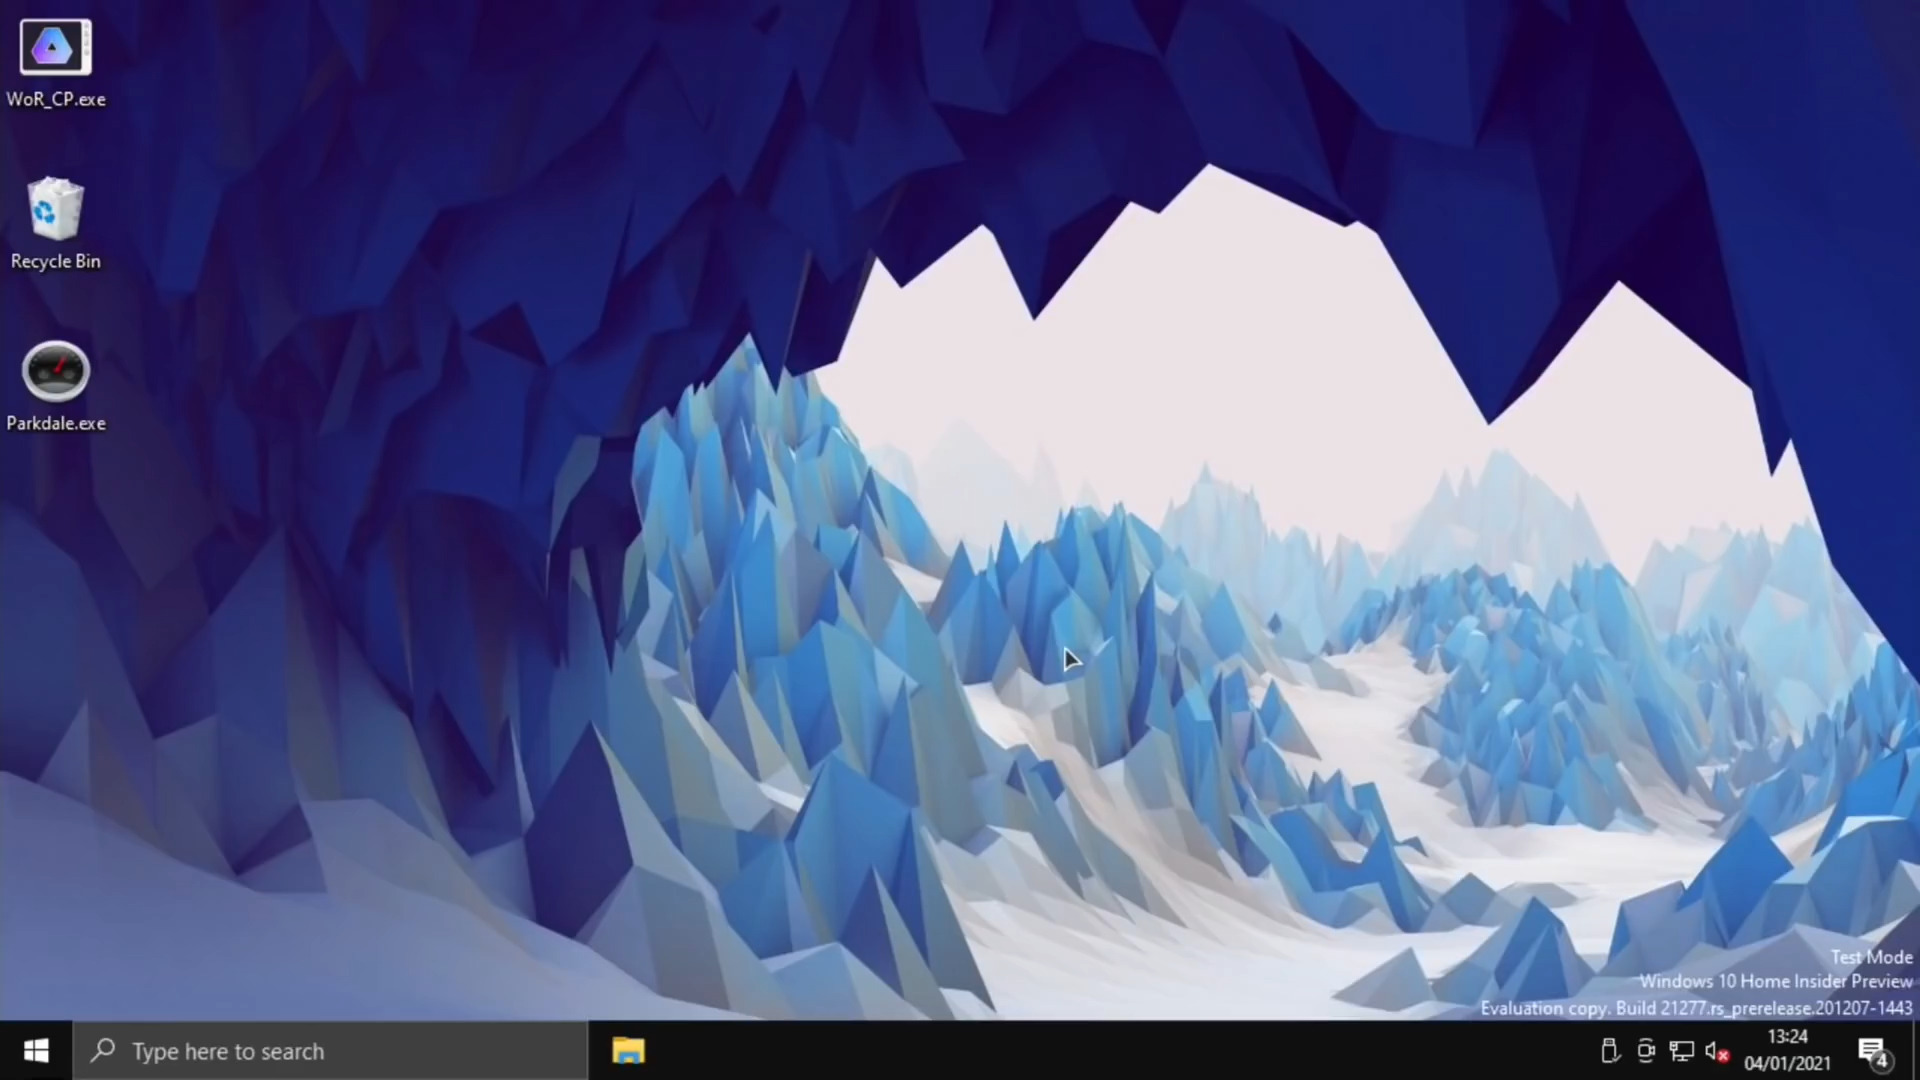 WoR_CP.exe
Recycle Bin
Parkdale.exe
Test Mode
Windows 10 Home Insider Preview
Evaluation copy. Build 21277.rs_prerelease.201207-1443
Type here to search
13:24
04/01/2021
4